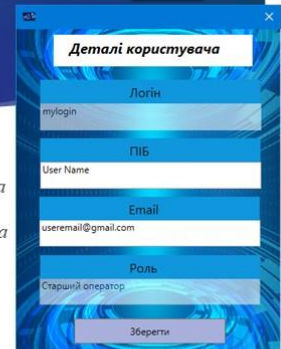 Деталі користувача
Логін
mylogin
ПІБ
User Name
Email
useremail@gmail.com
Роль
Старший оператор
Зберегти
а
а